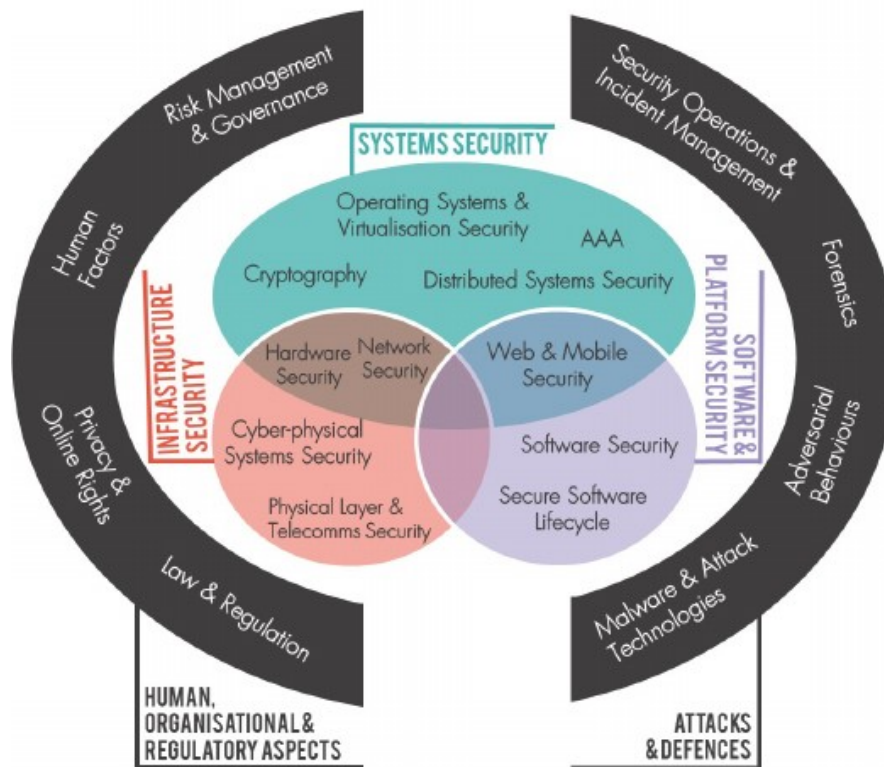 Risk Management
& Governance
Human
Factors
Privacy &
Online Rights
Law & Regulation
HUMAN,
ORGANISATIONAL &
REGULATORY ASPECTS
SYSTEMS SECURITY
Operating Systems &
Virtualisation Security
AAA
Cryptography
Distributed Systems Security
INFRASTRUCTURE
SECURITY
Hardware
Security
Network
Security
Cyber-physical
Systems Security
Physical Layer &
Telecomms Security
Web & Mobile
Security
Software Security
Secure Software
Lifecycle
SOFTWARE &
PLATFORM SECURITY
Security Operations &
Incident Management
Forensics
Adversarial
Behaviours
Malware & Attack
Technologies
ATTACKS
& DEFENCES